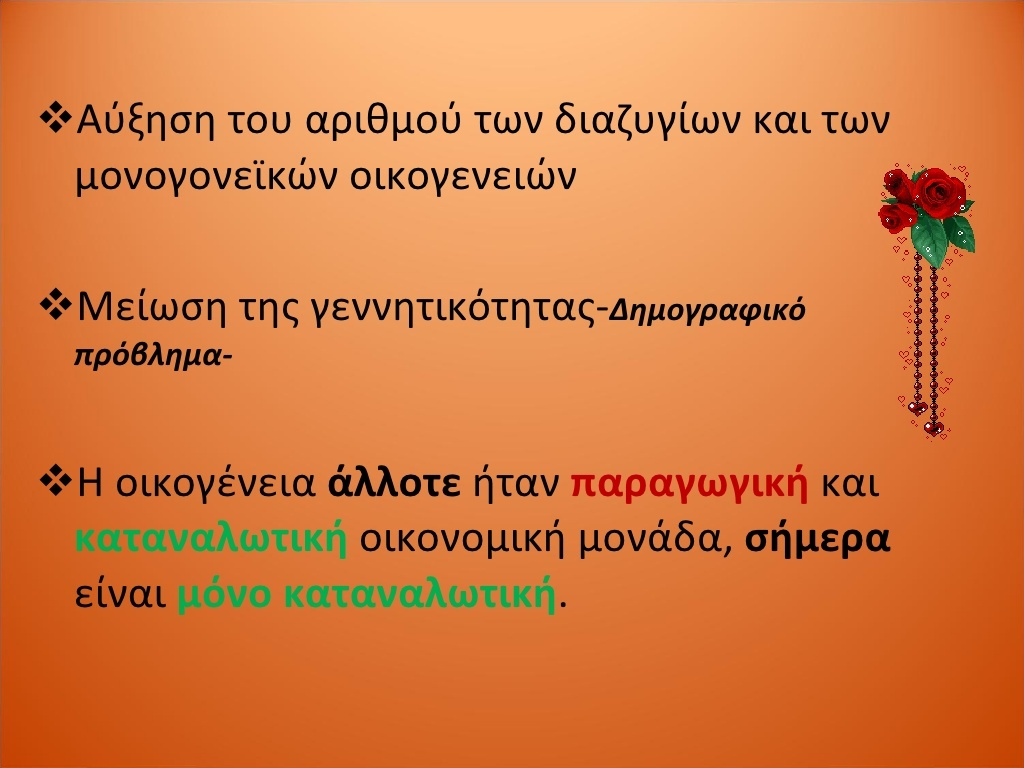 ❖Αύξηση του αριθμού των διαζυγίων και των
μονογονεϊκών οικογενειών
❖Μείωση της γεννητικότητας-Δημογραφικό
πρόβλημα-
❖Η οικογένεια άλλοτε ήταν παραγωγική και
καταναλωτική οικονομική μονάδα, σήμερα
είναι μόνο καταναλωτική.